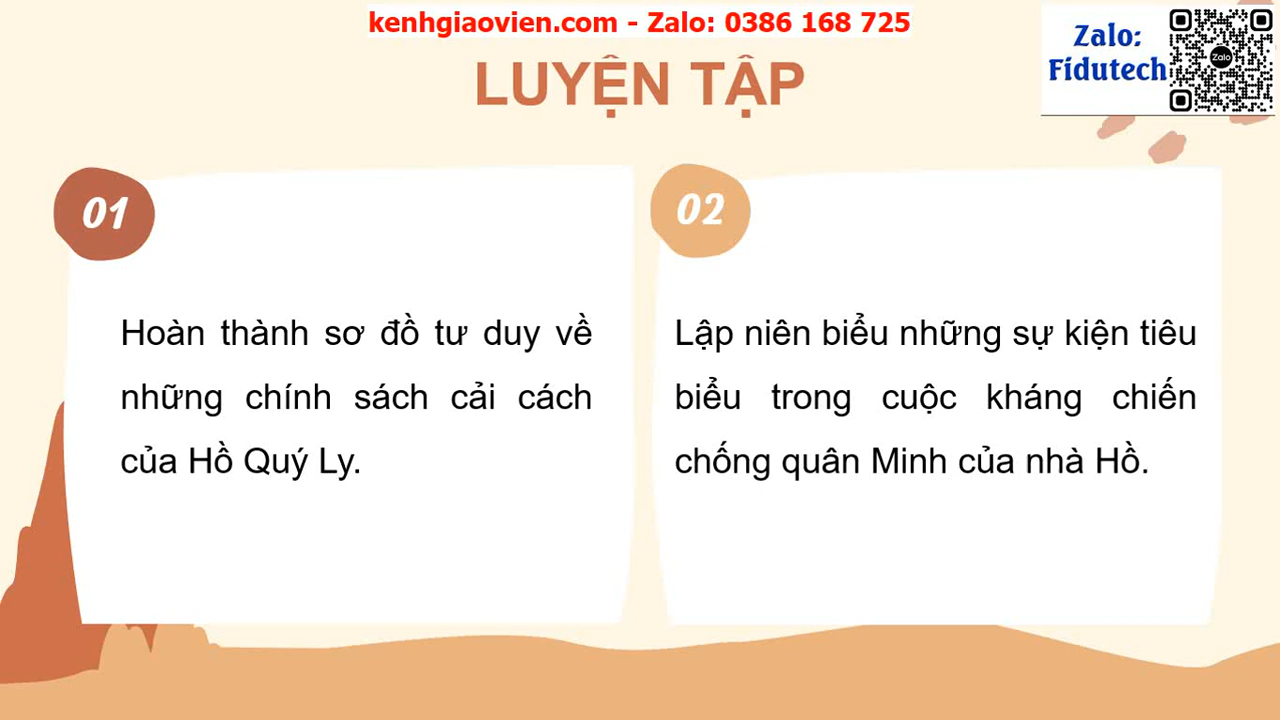 kenhgiaovien.com - Zalo: 0386 168 725
Zalo:
Fidutech
Zalo
LUYỆN TẬP
01
Hoàn thành sơ đồ tư duy về
những chính sách cải cách
của Hồ Quý Ly.
02
Lập niên biểu những sự kiện tiêu
biểu trong cuộc kháng chiến
chống quân Minh của nhà Hồ.